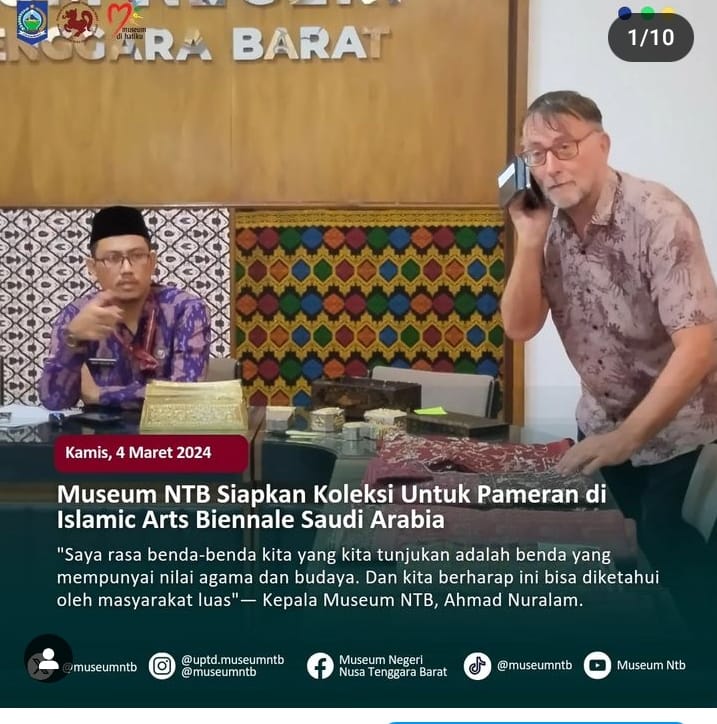 TENGGARA BARAT
museum
di hatiku
1/10
Kamis, 4 Maret 2024
Museum NTB Siapkan Koleksi Untuk Pameran di
Islamic Arts Biennale Saudi Arabia
"Saya rasa benda-benda kita yang kita tunjukan adalah benda yang
mempunyai nilai agama dan budaya. Dan kita berharap ini bisa diketahui
oleh masyarakat luas"— Kepala Museum NTB, Ahmad Nuralam.
@museumntb
@uptd.museumntb
@museumntb
Museum Negeri
Nusa Tenggara Barat
@museumntb
Museum Ntb